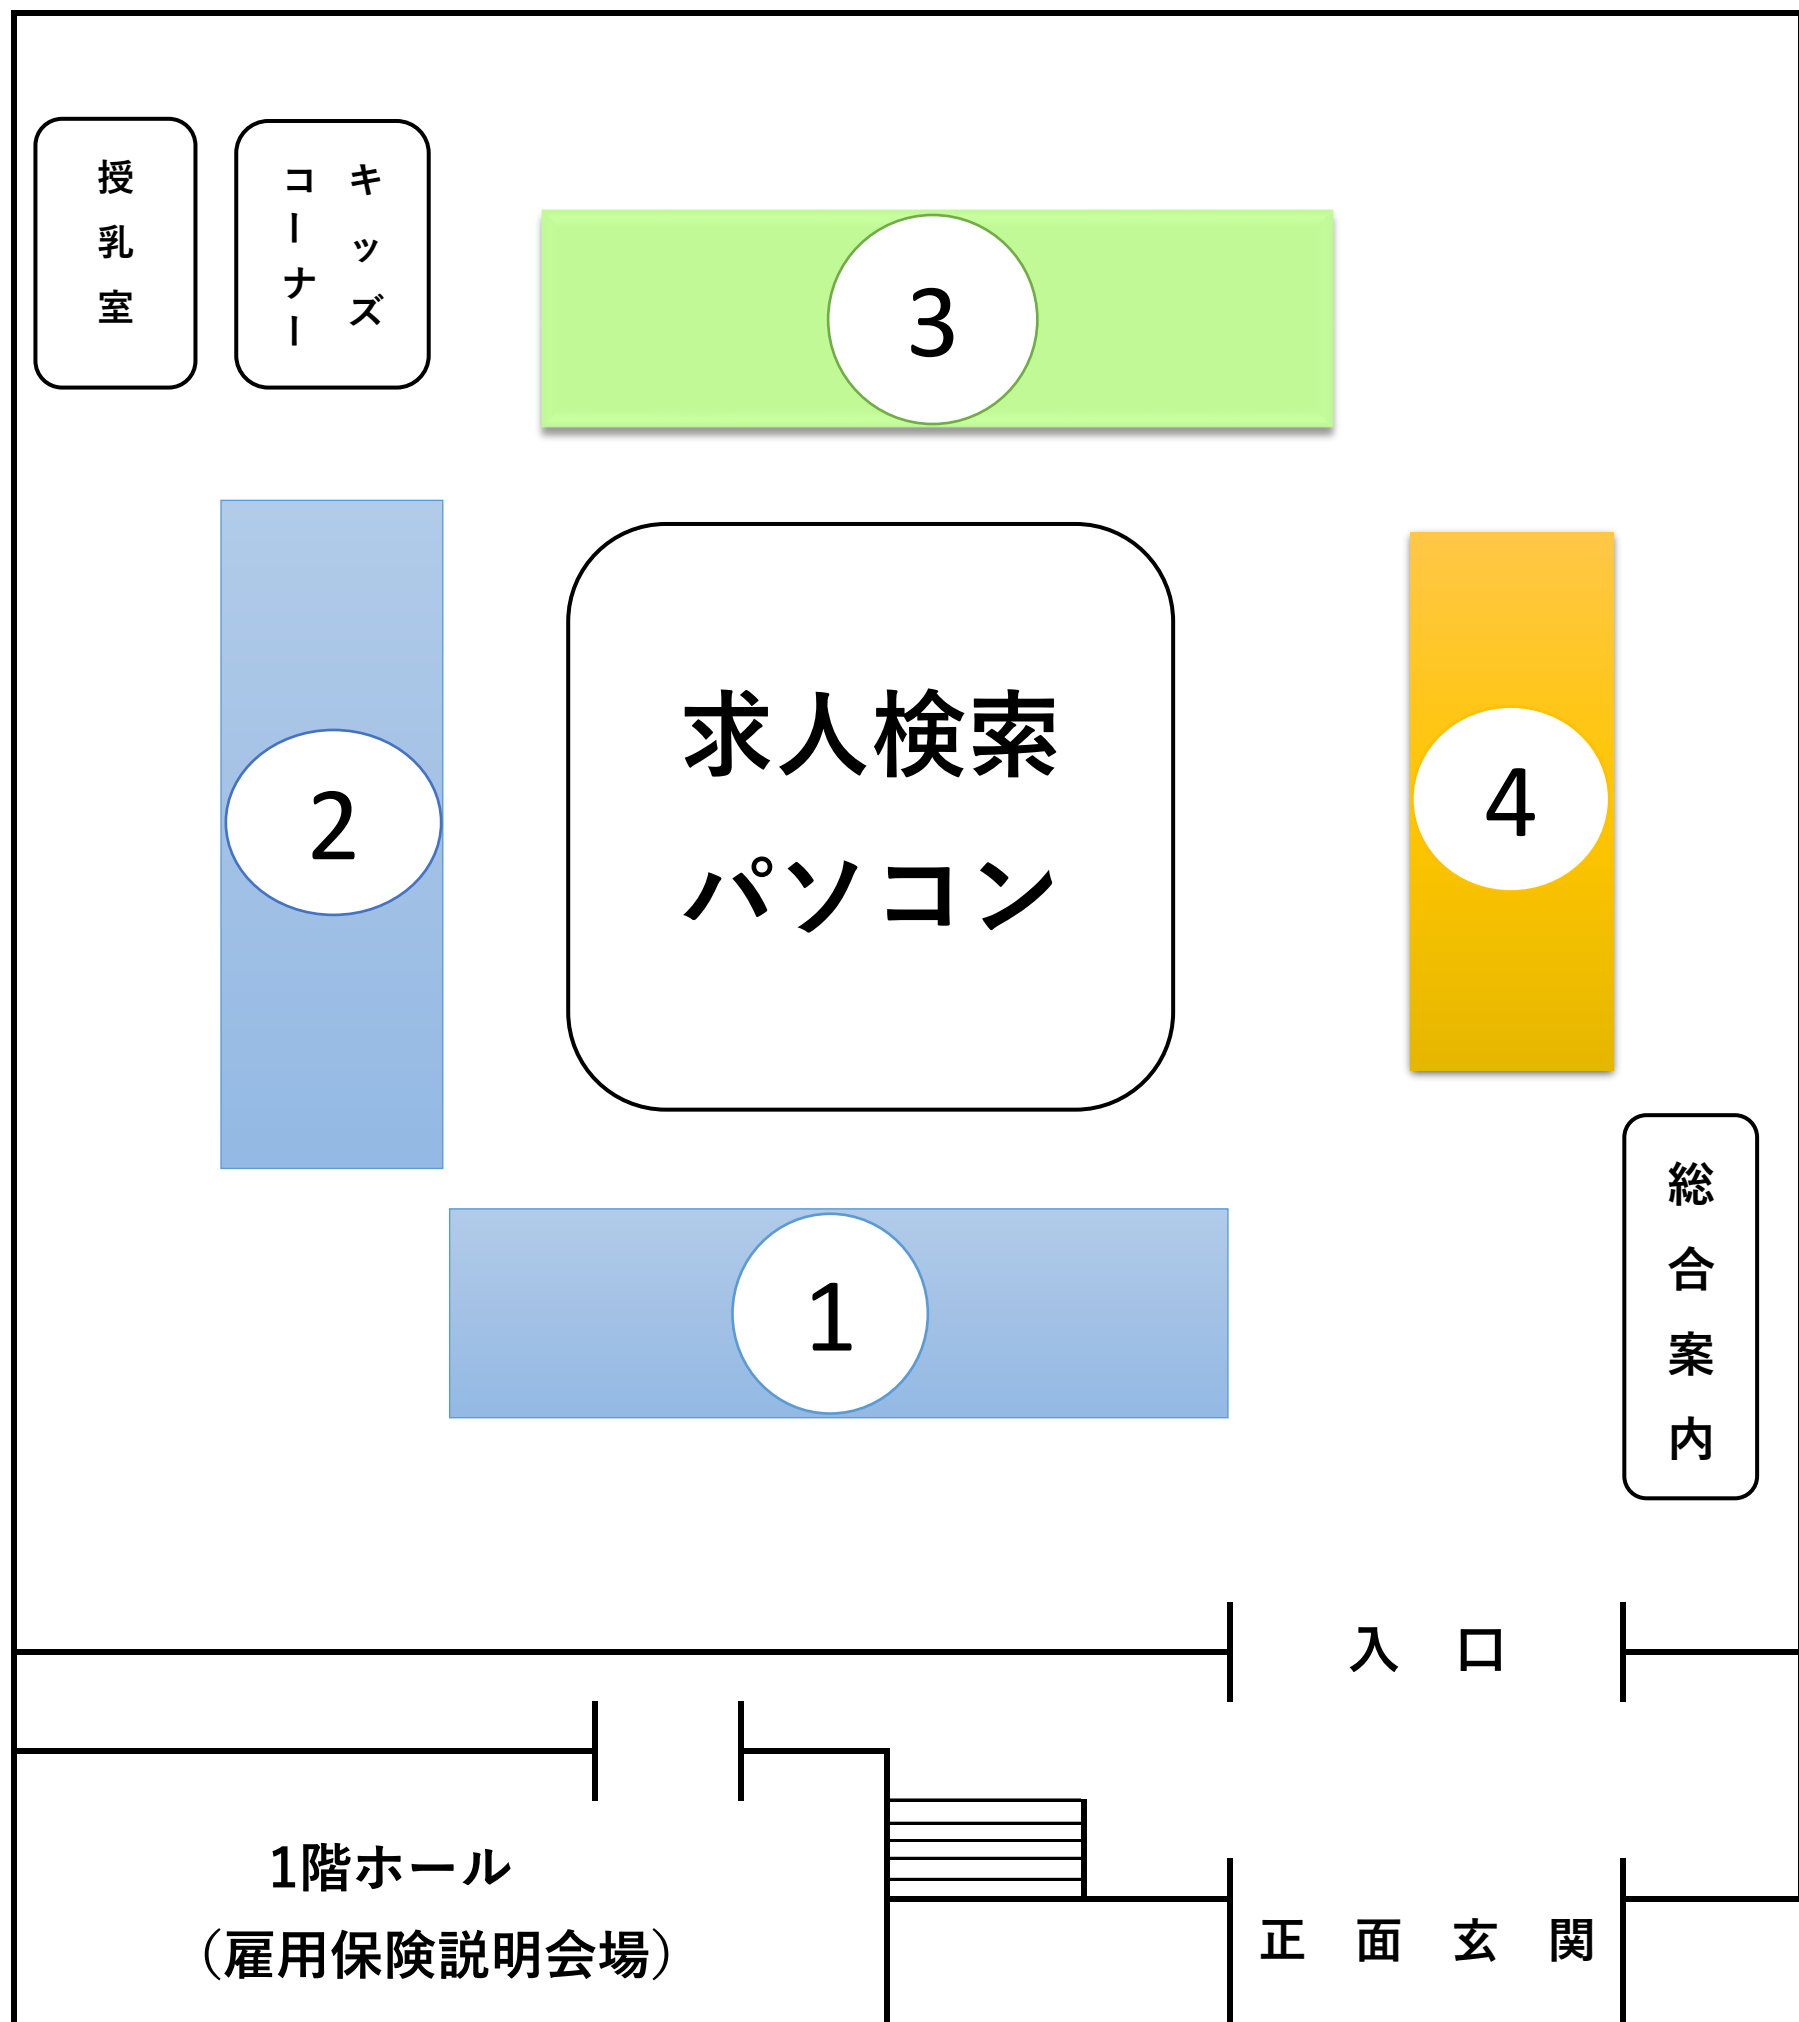 授乳室
キッズ
コーナー
3
2
求人検索
パソコン
4
1
総合案内
入 口
1階ホール
（雇用保険説明会場）
正 面 玄 関